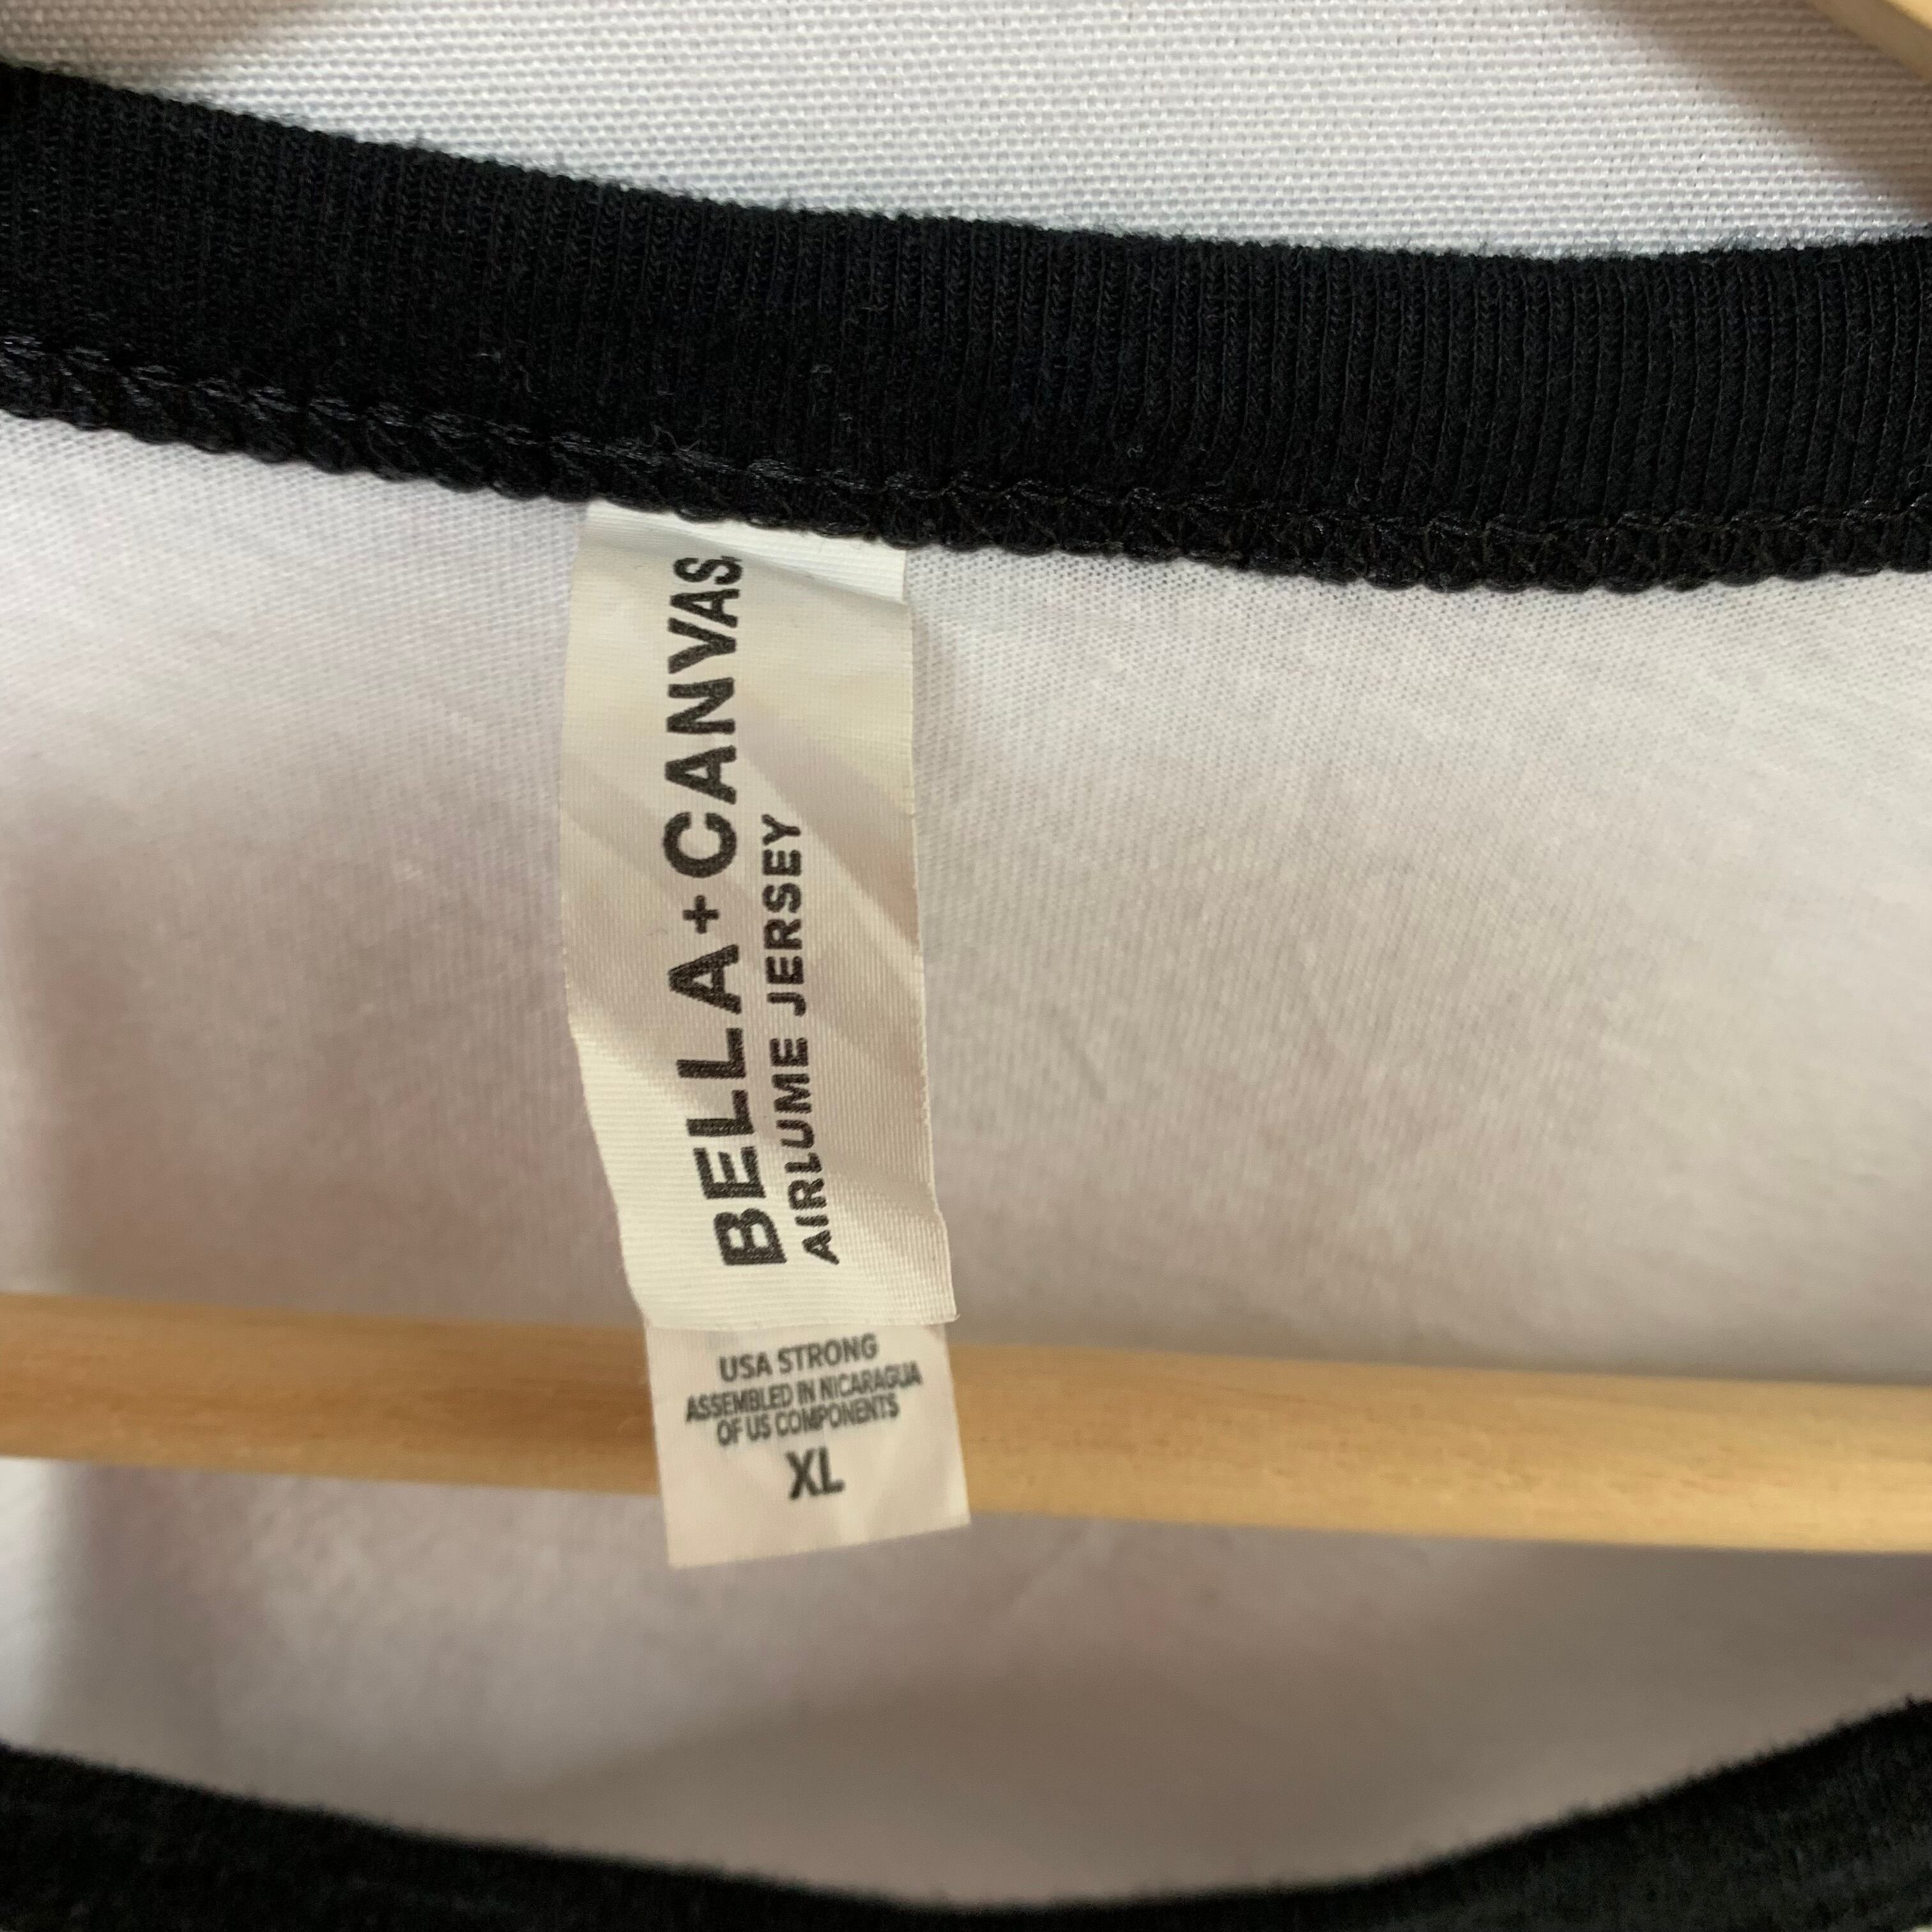 BELLA+CANVAS
AIRLUME JERSEY
USA STRONG
ASSEMBLED IN NICARAGUA
OF US COMPONENTS
XL